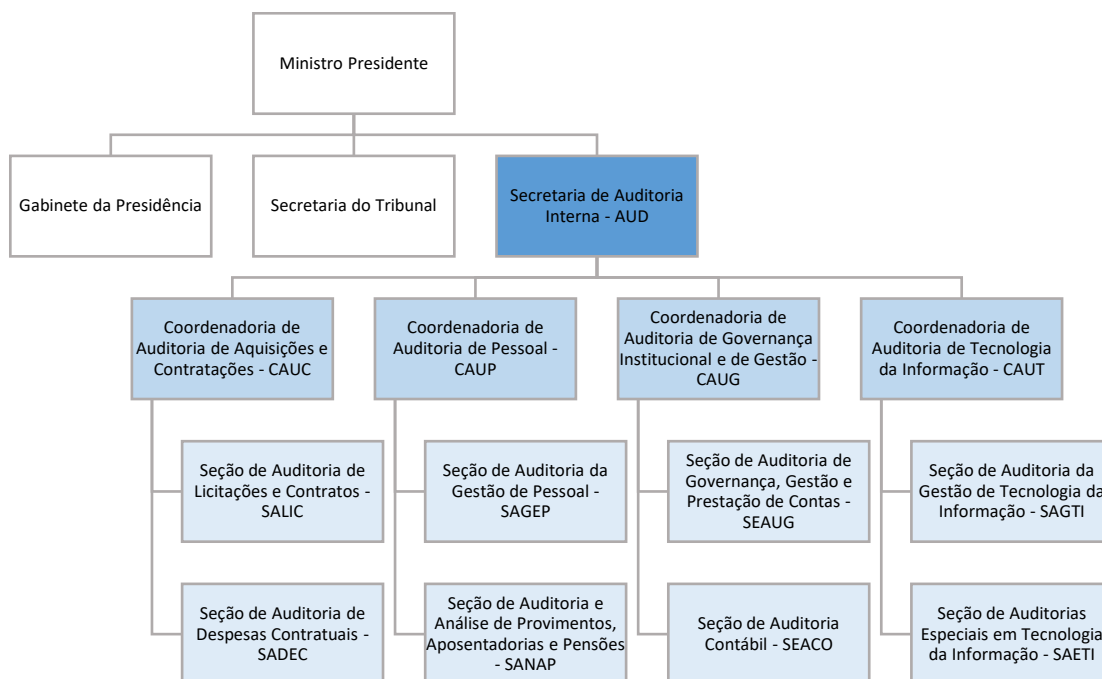 Ministro Presidente
Gabinete da Presidência
Secretaria do Tribunal
Secretaria de Auditoria
Interna - AUD
Coordenadoria de
Auditoria de Aquisições e
Contratações - CAUC
Coordenadoria de
Auditoria de Pessoal -
CAUP
Coordenadoria de
Auditoria de Governança
Institucional e de Gestão -
CAUG
Coordenadoria de
Auditoria de Tecnologia
da Informação - CAUT
Seção de Auditoria de
Licitações e Contratos -
SALIC
Seção de Auditoria da
Gestão de Pessoal -
SAGEP
Seção de Auditoria de
Governança, Gestão e
Prestação de Contas -
SEAUG
Seção de Auditoria da
Gestão de Tecnologia da
Informação - SAGTI
Seção de Auditoria de
Despesas Contratuais -
SADEC
Seção de Auditoria e
Análise de Provimentos,
Aposentadorias e Pensões
- SANAP
Seção de Auditoria
Contábil - SEACO
Seção de Auditorias
Especiais em Tecnologia
da Informação - SAETI